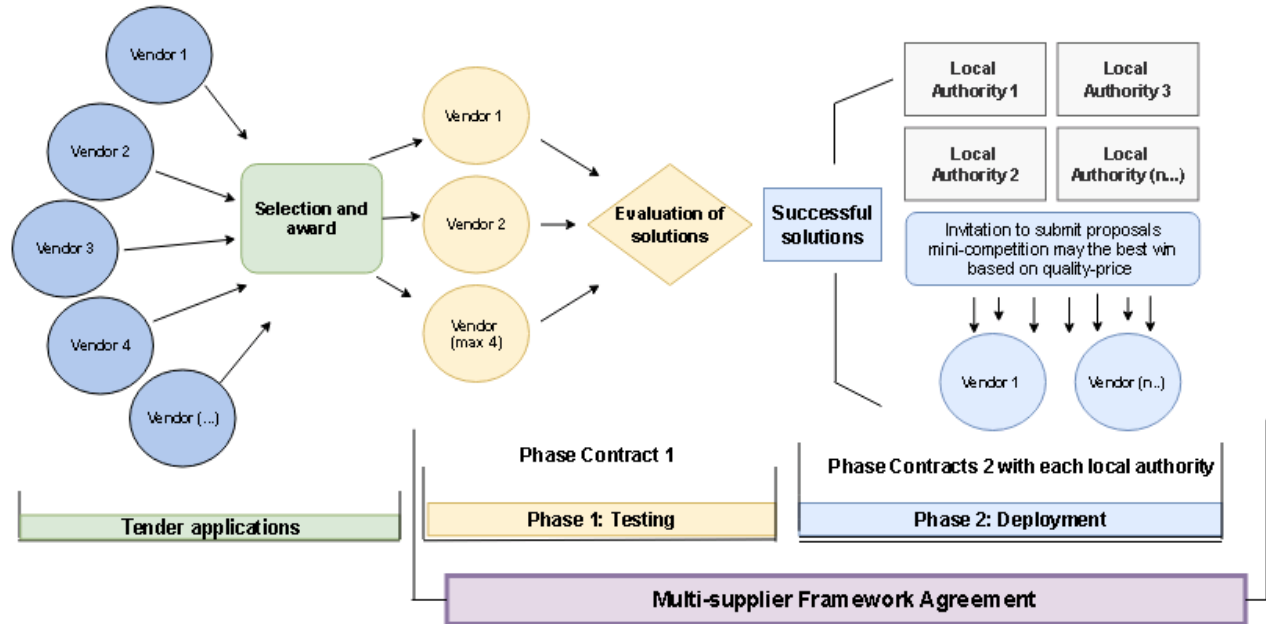 Vendor 1
Vendor 2
Vendor 3
Vendor 4
Vendor (...)
Selection and
award
Vendor 1
Vendor 2
Vendor
(max 4)
Evaluation of
solutions
Successful
solutions
Local
Authority 1
Local
Authority 3
Local
Authority 2
Local
Authority (n...)
Invitation to submit proposals
mini-competition may the best win
based on quality-price
Vendor 1
Vendor (n..)
Phase Contract 1
Phase Contracts 2 with each local authority
Tender applications
Phase 1: Testing
Phase 2: Deployment
Multi-supplier Framework Agreement